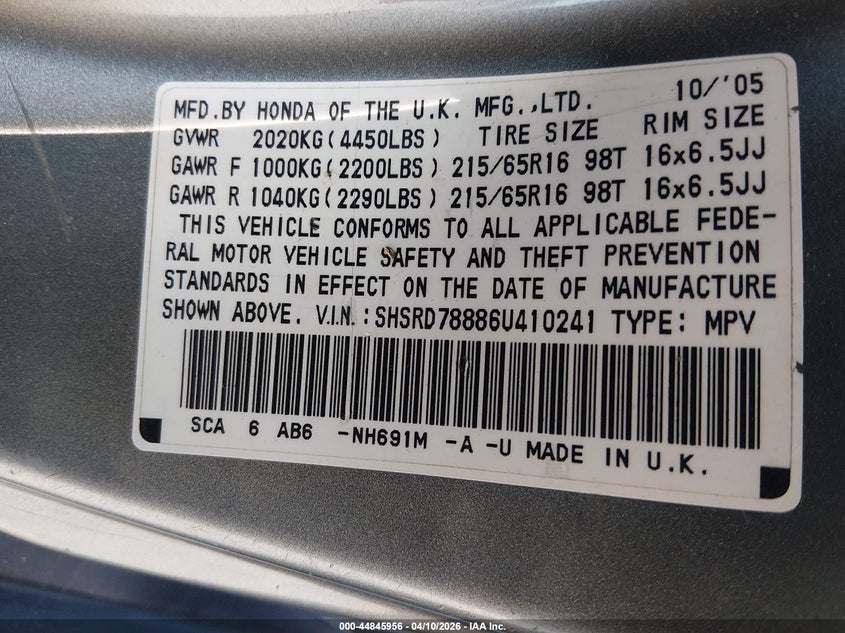 10/'05
MFD.BY HONDA OF THE U.K. MFG.,LTD.
GVWR 2020KG(4450LBS) TIRE SIZE RIM SIZE
GAWR F 1000KG(2200LBS) 215/65R16 98T 16x6.5JJ
GAWR R 1040KG(2290LBS) 215/65R16 98T 16x6.5JJ
THIS VEHICLE CONFORMS TO ALL APPLICABLE FEDE-
RAL MOTOR VEHICLE SAFETY AND THEFT PREVENTION
STANDARDS IN EFFECT ON THE DATE OF MANUFACTURE
SHOWN ABOVE. V.I.N.:SHSRD78886U410241 TYPE: MPV
SCA 6 AB6 -NH691M -A -U MADE IN U.K.
000-44845956 - 04/10/2026 - IAA Inc.